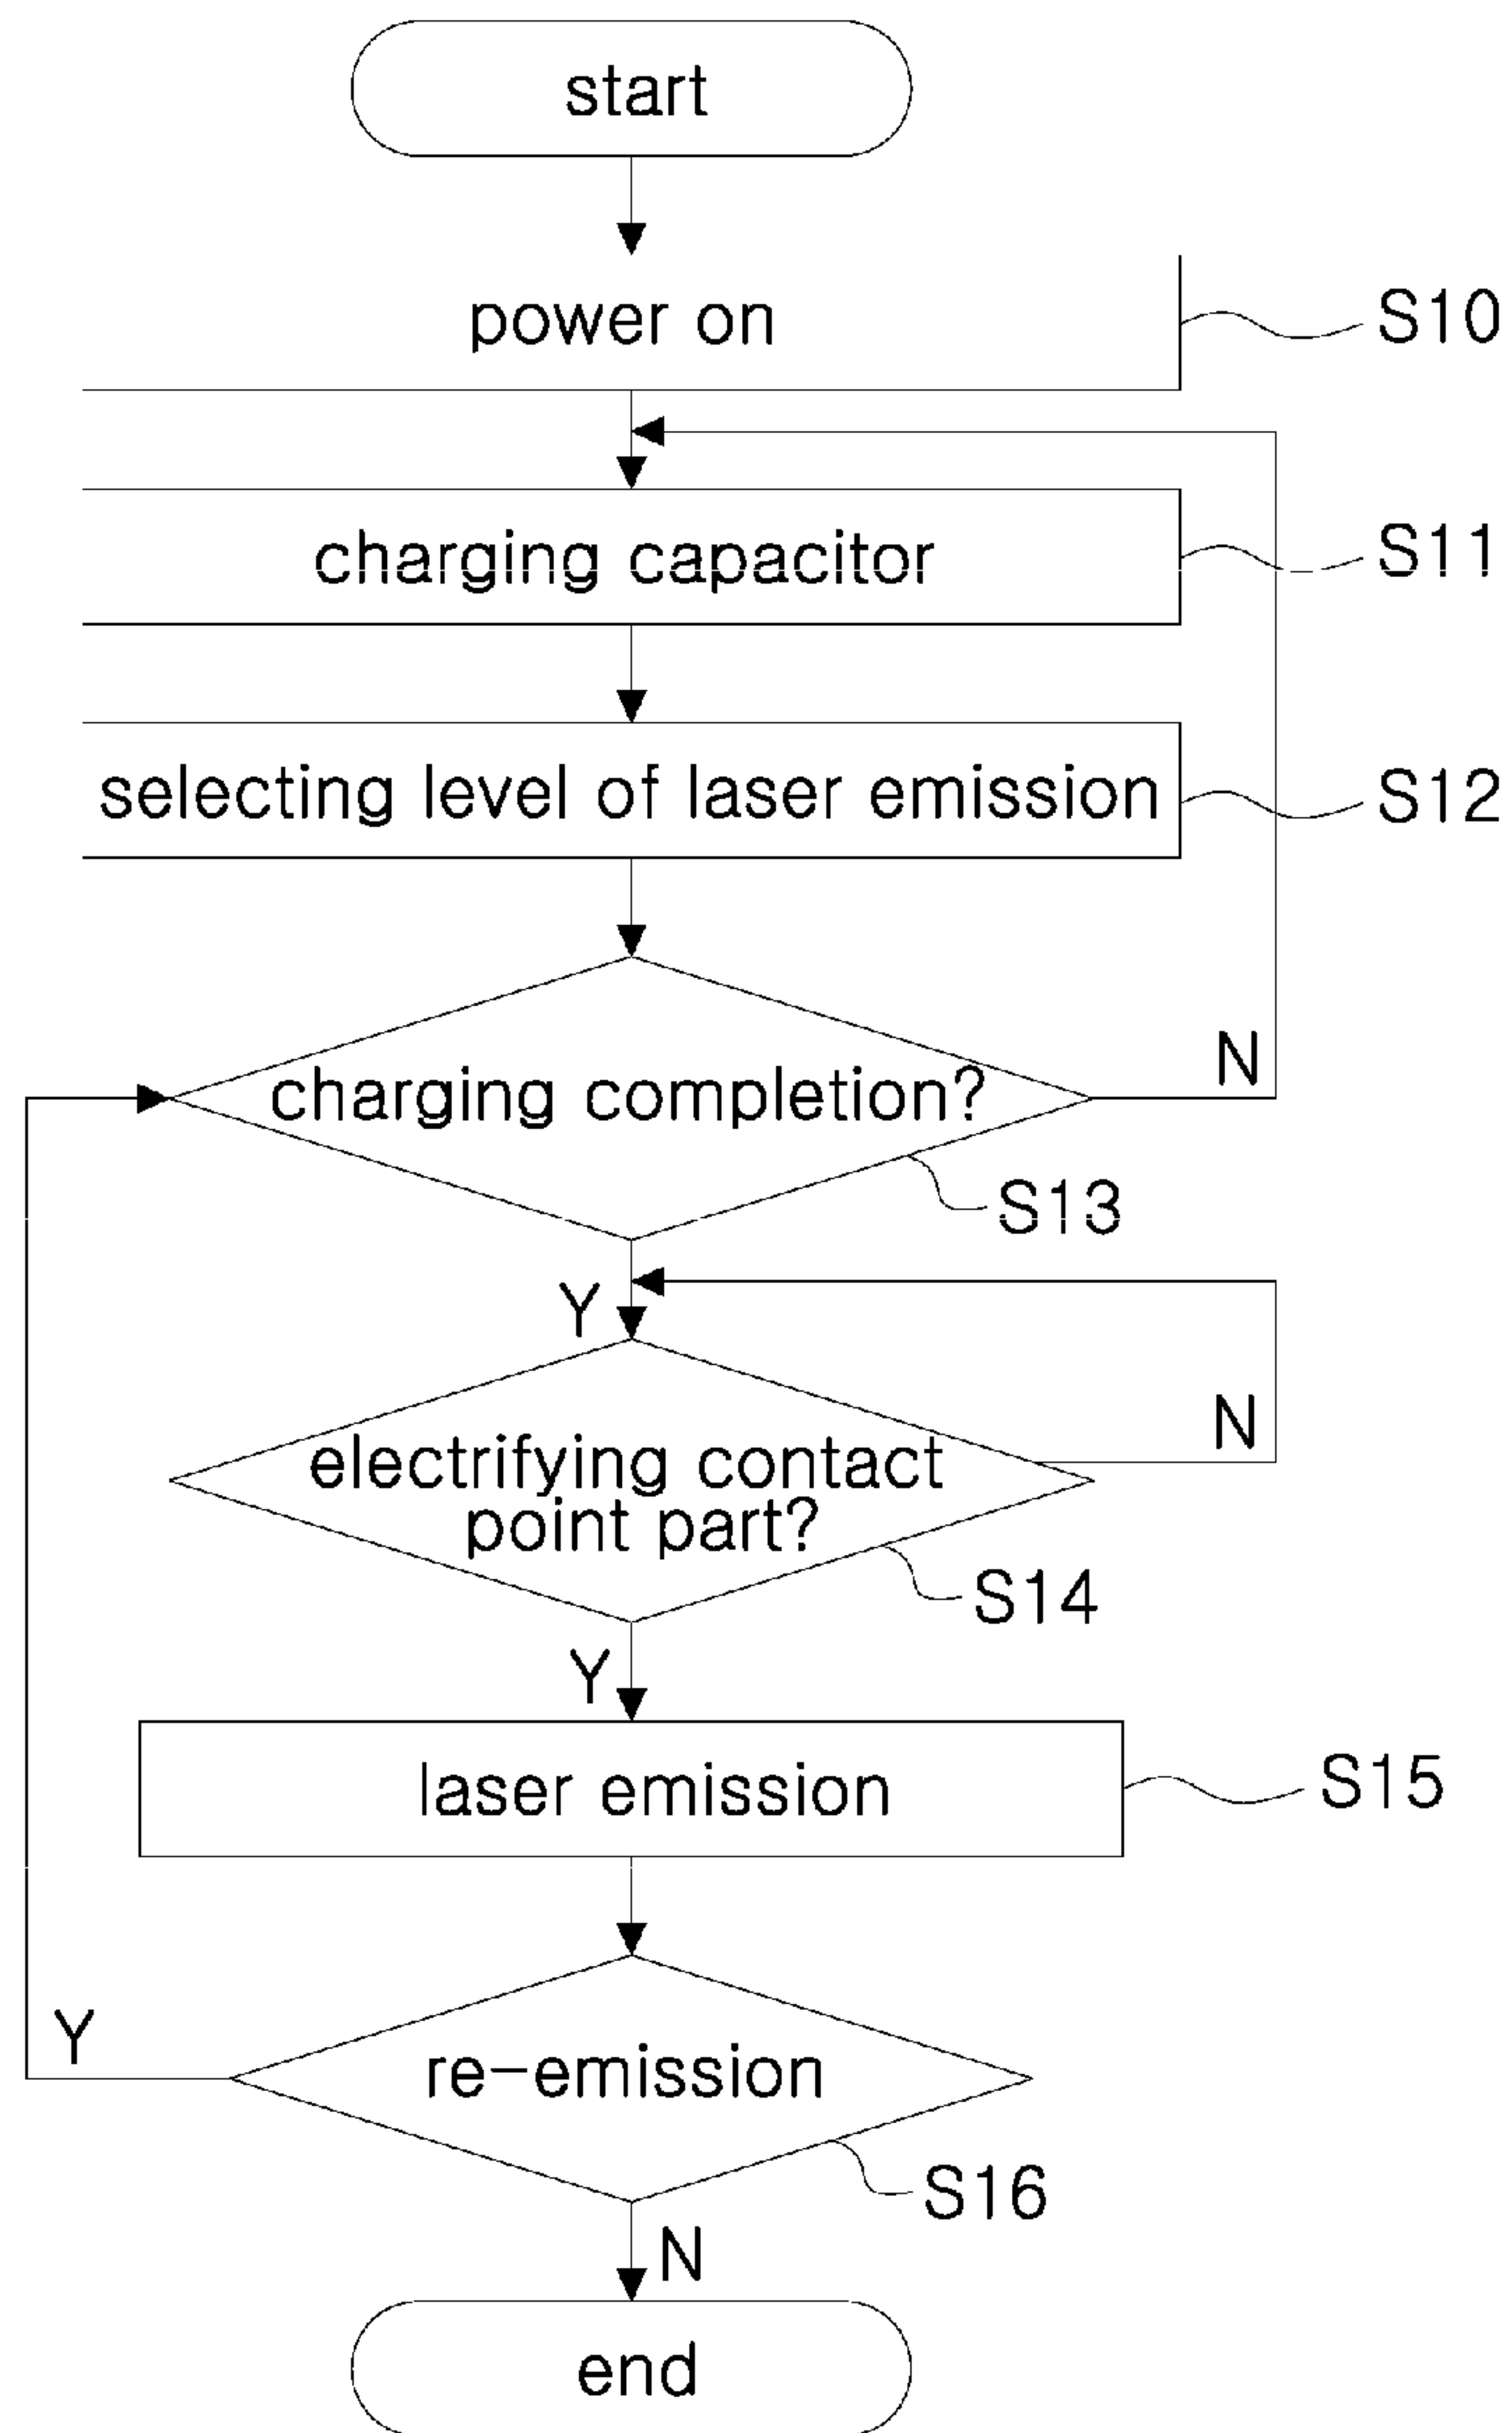 start
power on
S10
charging capacitor
S11
selecting level of laser emission
S12
charging completion?
N
S13
Y
electrifying contact
point part?
N
S14
Y
laser emission
S15
re-emission
Y
S16
N
end